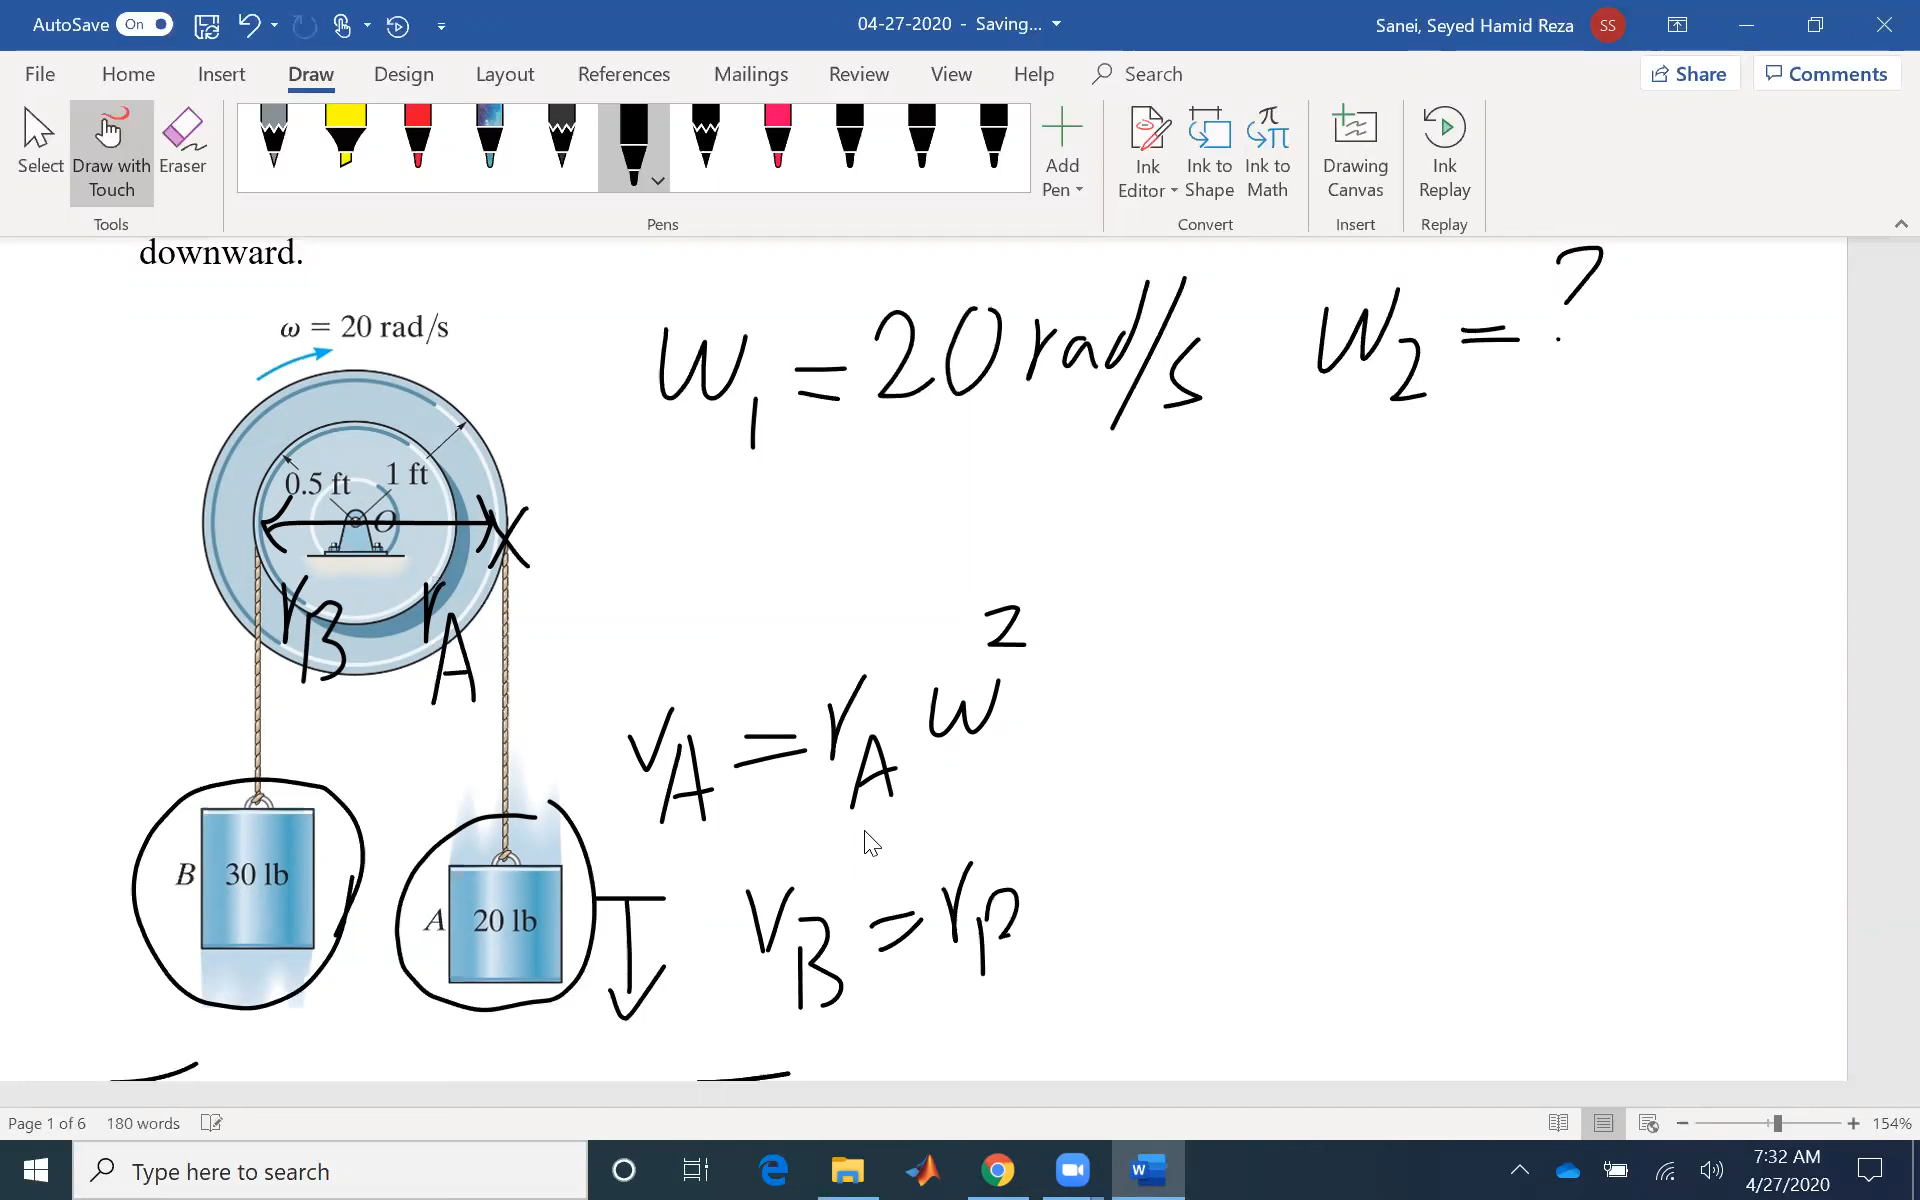 AutoSave On
04-27-2020 - Saving...
Sanei, Seyed Hamid Reza SS
File Home Insert Draw Design Layout References Mailings Review View Help Search
Share Comments
Select Draw with Touch Eraser
Add Pen
Ink Editor Ink to Shape Ink to Math
Drawing Canvas
Ink Replay
Tools Pens Convert Insert Replay
downward.
ω = 20 rad/s
W1 = 20 rad/s W2 = ?
0.5 ft 1 ft
O
rB rA
vA = rA w 2
B 30 lb
A 20 lb
vB = r
Page 1 of 6 180 words
154%
Type here to search
7:32 AM
4/27/2020